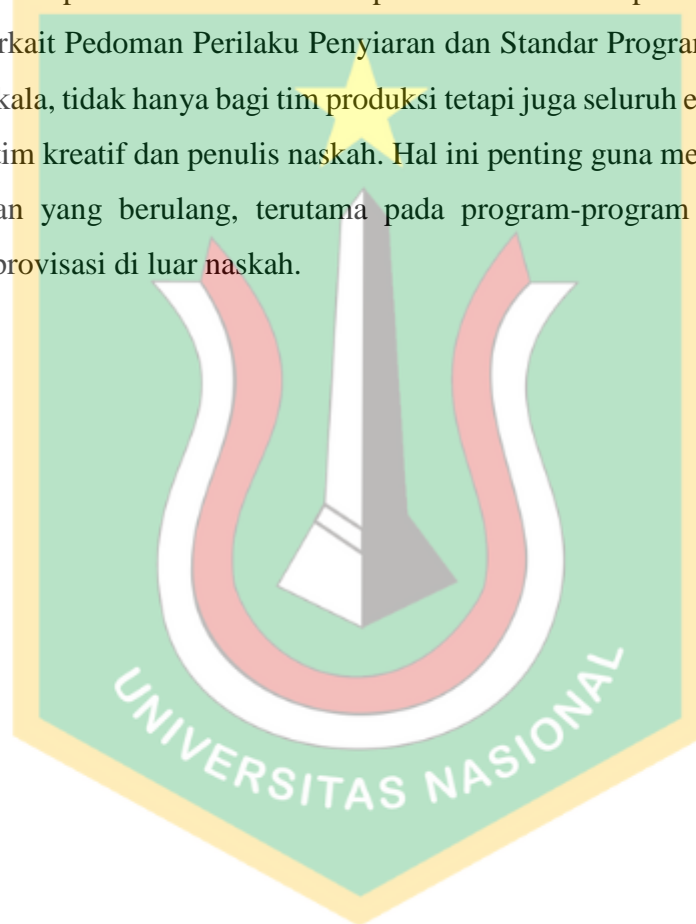 rkait Pedoman Perilaku Penyiaran dan Standar Progra
kala, tidak hanya bagi tim produksi tetapi juga seluruh e
tim kreatif dan penulis naskah. Hal ini penting guna me
an yang berulang, terutama pada program-program
provisasi di luar naskah.
UNIVERSITAS NASIONAL